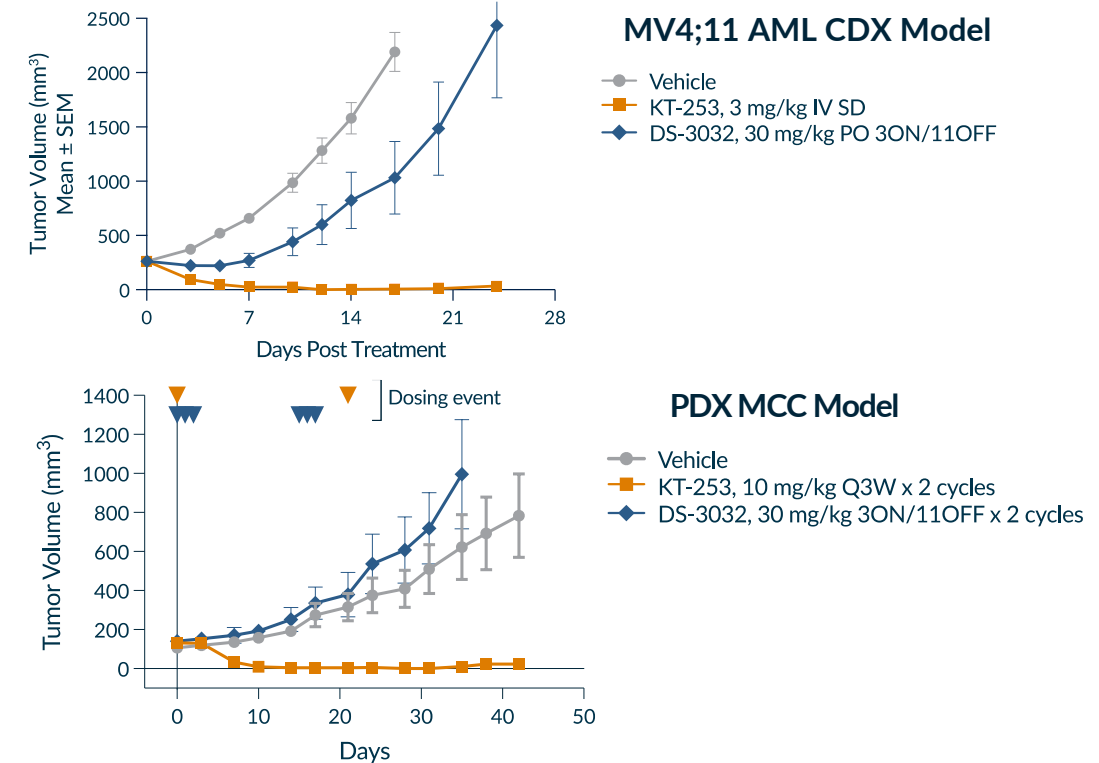 MV4;11 AML CDX Model
Vehicle
KT-253, 3 mg/kg IV SD
DS-3032, 30 mg/kg PO 3ON/11OFF
Tumor Volume (mm³)
Mean ± SEM
2500
2000
1500
1000
500
0
0 7 14 21 28
Days Post Treatment
PDX MCC Model
Vehicle
KT-253, 10 mg/kg Q3W x 2 cycles
DS-3032, 30 mg/kg 3ON/11OFF x 2 cycles
Dosing event
Tumor Volume (mm³)
1400
1200
1000
800
600
400
200
0
0 10 20 30 40 50
Days